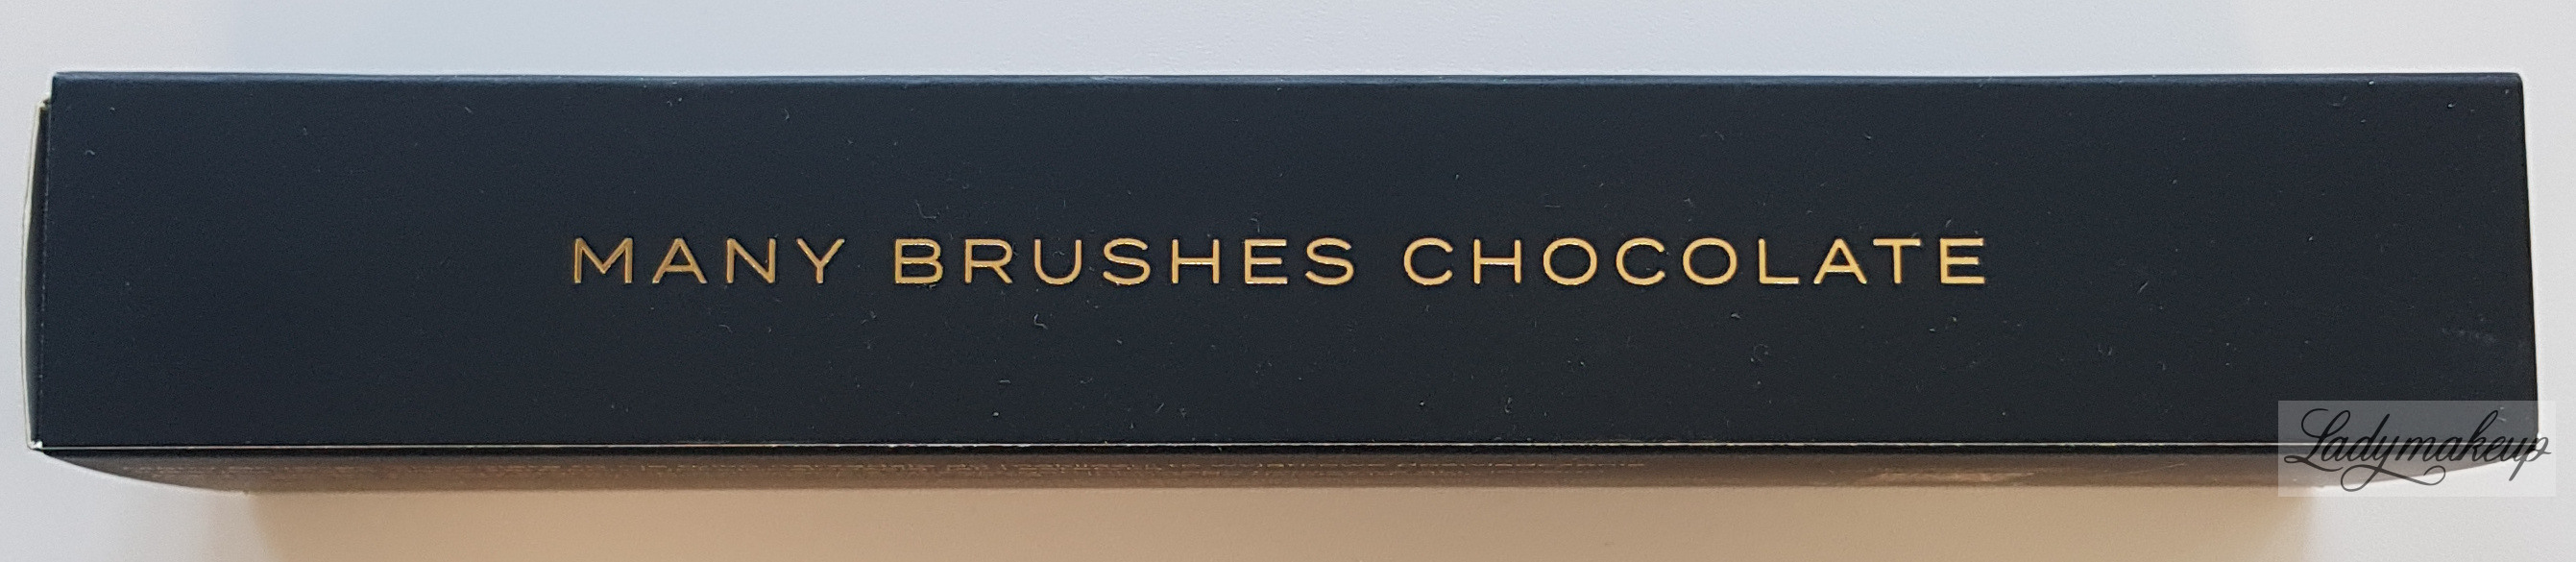 MANY BRUSHES CHOCOLATE
Ladymakeup